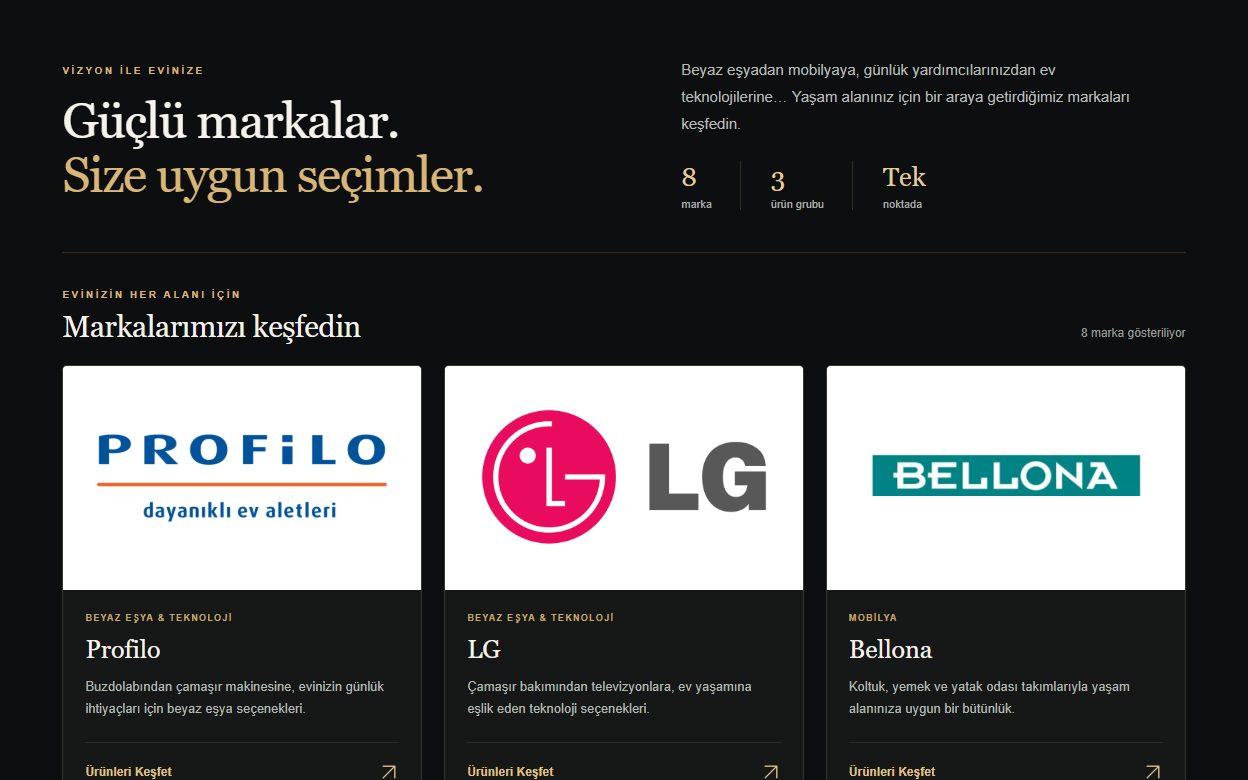 VİZYON İLE EVİNİZE
Güçlü markalar.
Size uygun seçimler.
Beyaz eşyadan mobilyaya, günlük yardımcılarınızdan ev
teknolojilerine… Yaşam alanınız için bir araya getirdiğimiz markaları
keşfedin.
8
marka
3
ürün grubu
Tek
noktada
EVİNİZİN HER ALANI İÇİN
Markalarımızı keşfedin
8 marka gösteriliyor
PROFiLO
dayanıklı ev aletleri
LG
BELLONA
BEYAZ EŞYA & TEKNOLOJİ
Profilo
Buzdolabından çamaşır makinesine, evinizin günlük
ihtiyaçları için beyaz eşya seçenekleri.
Ürünleri Keşfet
BEYAZ EŞYA & TEKNOLOJİ
LG
Çamaşır bakımından televizyonlara, ev yaşamına
eşlik eden teknoloji seçenekleri.
Ürünleri Keşfet
MOBİLYA
Bellona
Koltuk, yemek ve yatak odası takımlarıyla yaşam
alanınıza uygun bir bütünlük.
Ürünleri Keşfet